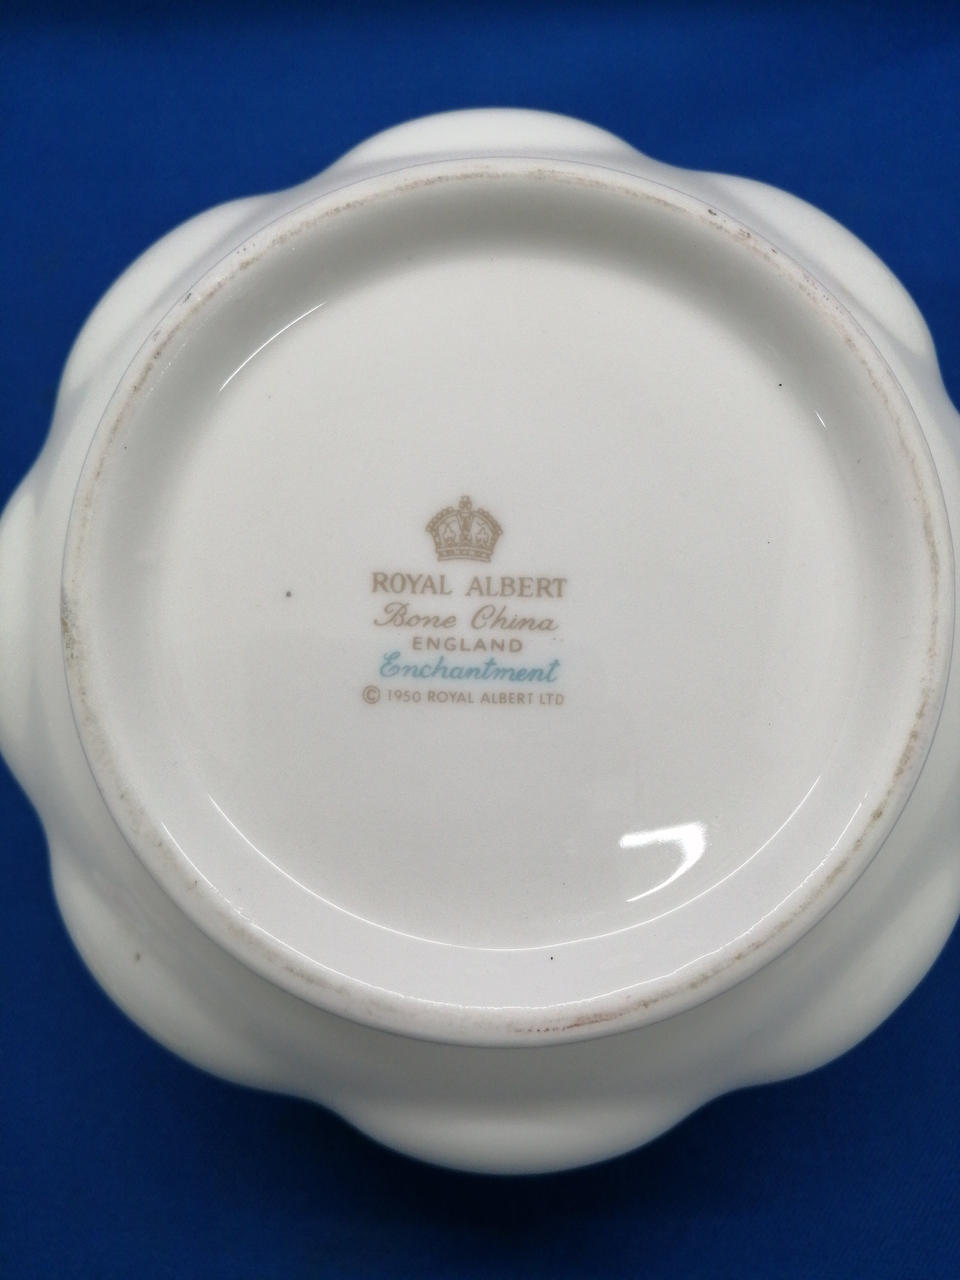 ROYAL ALBERT
Bone China
ENGLAND
Enchantment
© 1950 ROYAL ALBERT LTD